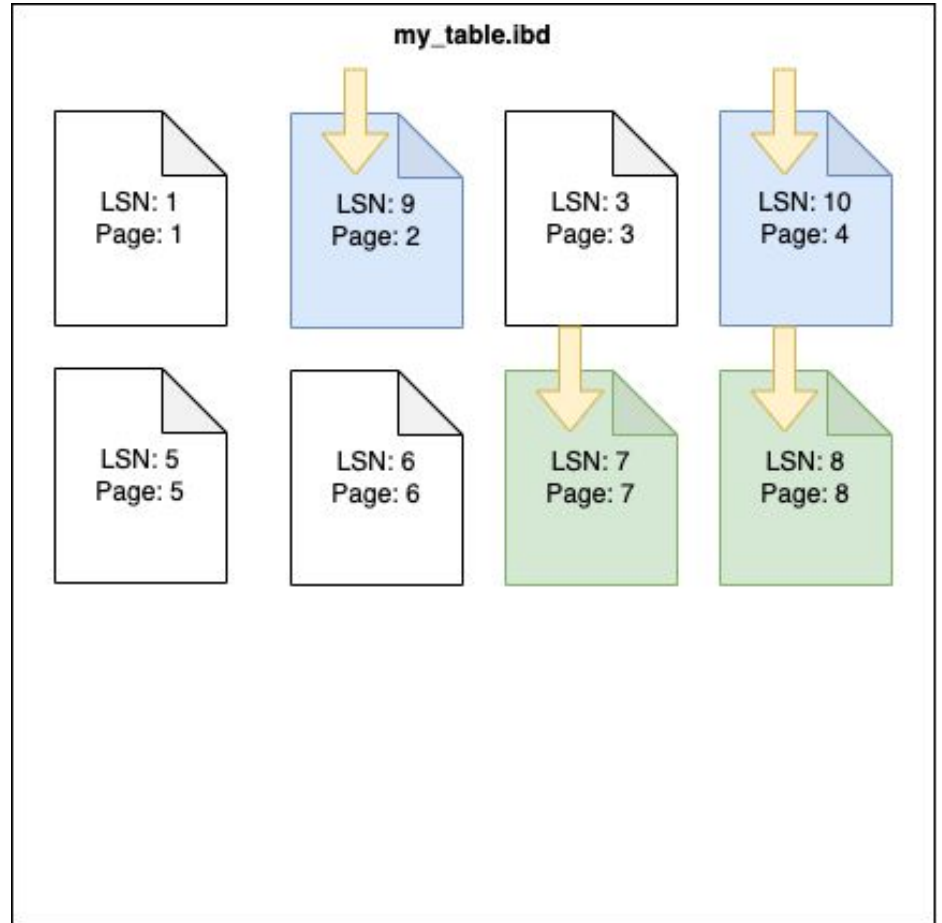 my_table.ibd
LSN: 1
Page: 1
LSN: 9
Page: 2
LSN: 3
Page: 3
LSN: 10
Page: 4
LSN: 5
Page: 5
LSN: 6
Page: 6
LSN: 7
Page: 7
LSN: 8
Page: 8